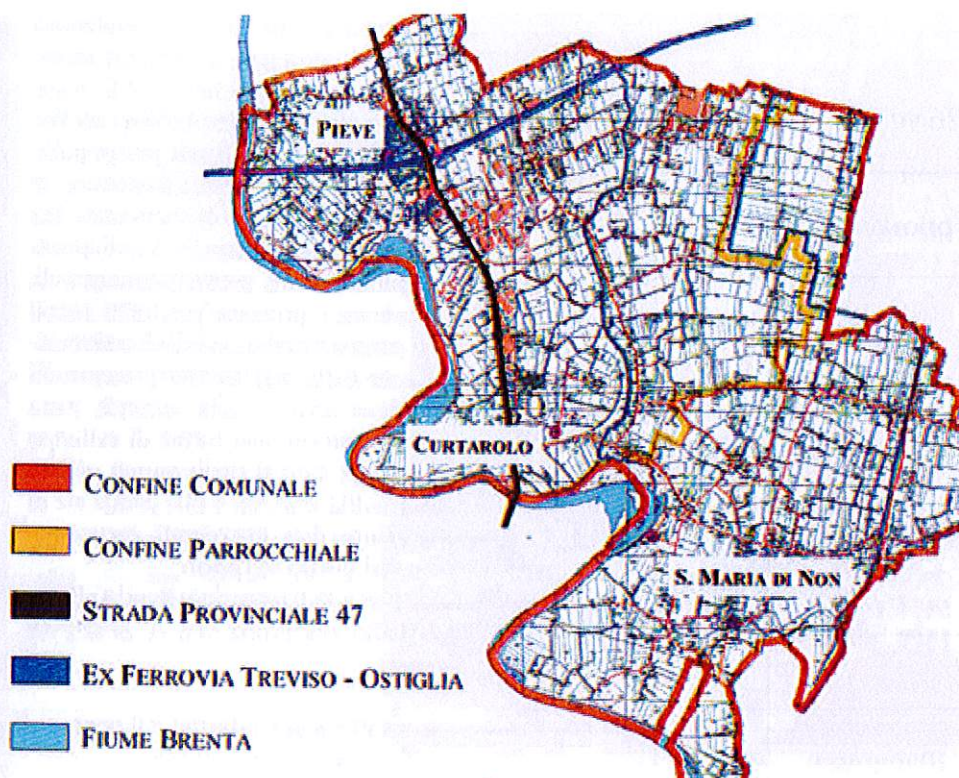 PIEVE
CURTAROLO
S. MARIA DI NON
CONFINE COMUNALE
CONFINE PARROCCHIALE
STRADA PROVINCIALE 47
EX FERROVIA TREVISO - OSTIGLIA
FIUME BRENTA